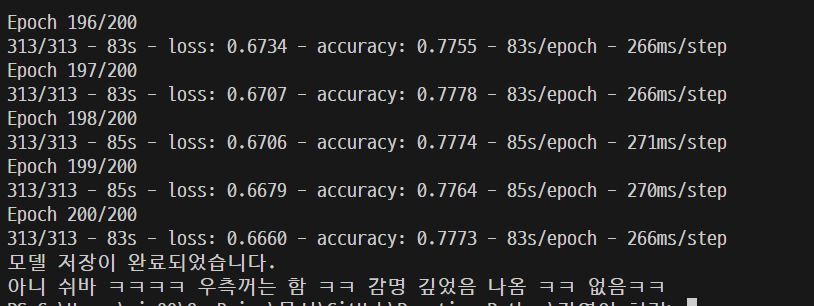 Epoch 196/200
313/313 - 83s - loss: 0.6734 - accuracy: 0.7755 - 83s/epoch - 266ms/step
Epoch 197/200
313/313 - 83s - loss: 0.6707 - accuracy: 0.7778 - 83s/epoch - 266ms/step
Epoch 198/200
313/313 - 85s - loss: 0.6706 - accuracy: 0.7774 - 85s/epoch - 271ms/step
Epoch 199/200
313/313 - 85s - loss: 0.6679 - accuracy: 0.7764 - 85s/epoch - 270ms/step
Epoch 200/200
313/313 - 83s - loss: 0.6660 - accuracy: 0.7773 - 83s/epoch - 266ms/step
모델 저장이 완료되었습니다.
아니 쉬바 ㅋㅋㅋㅋ 우측꺼는 함 ㅋㅋ 감명 깊었음 나옴 ㅋㅋ 없음ㅋㅋ